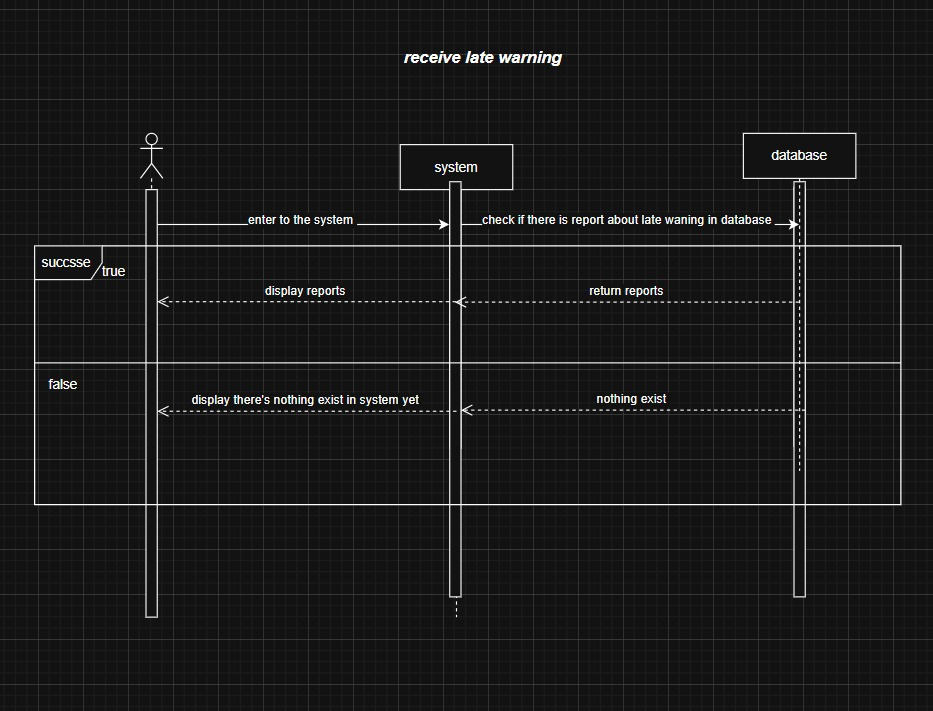 receive late warning
system
database
enter to the system
check if there is report about late waning in database
succsse
true
display reports
return reports
false
display there's nothing exist in system yet
nothing exist